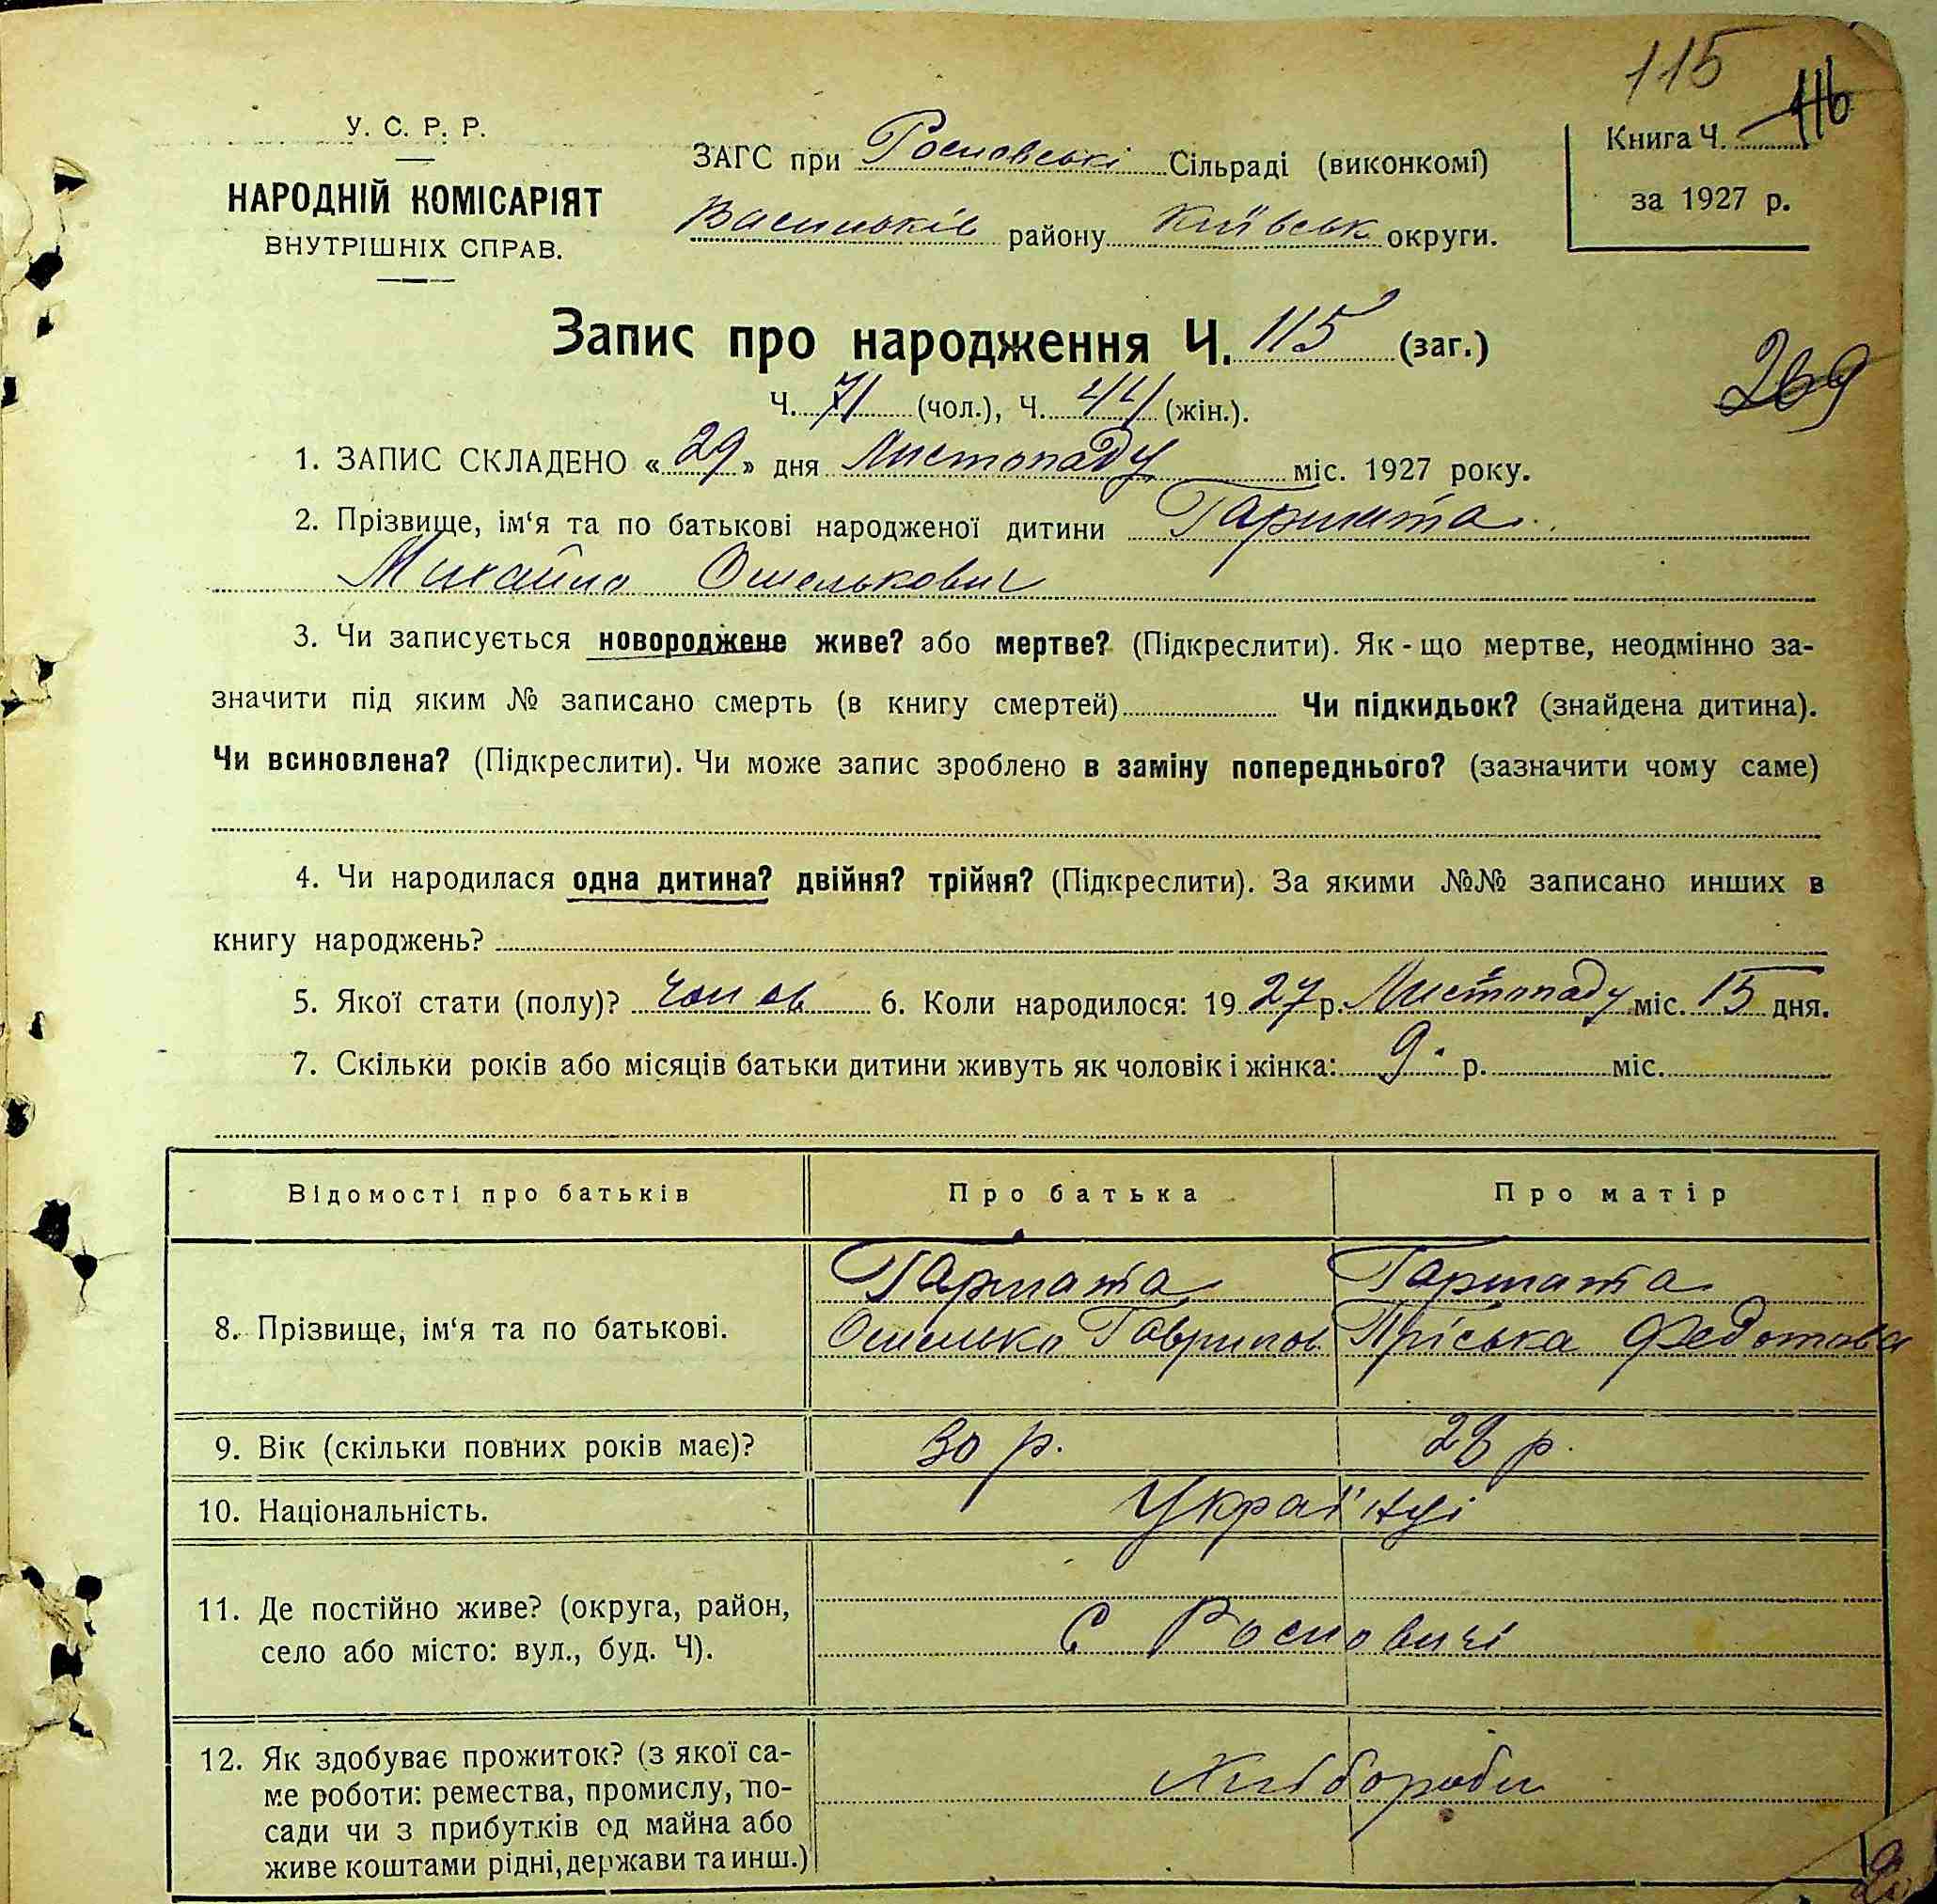 115
116
У. С. Р. Р.
НАРОДНІЙ КОМІСАРІЯТ
ВНУТРІШНІХ СПРАВ.
ЗАГС при Росновські Сільраді (виконкомі)
Васильків району Київськ округи.
Книга Ч.
за 1927 р.
Запис про народження Ч. 115 (заг.)
Ч. 71 (чол.), Ч. 44 (жін.).
269
1. ЗАПИС СКЛАДЕНО «29» дня Листопаду міс. 1927 року.
2. Прізвище, ім‘я та по батькові народженої дитини Гармата
Михайло Омелькович
3. Чи записується новороджене живе? або мертве? (Підкреслити). Як-що мертве, неодмінно за-
значити під яким № записано смерть (в книгу смертей) Чи підкидьок? (знайдена дитина).
Чи всиновлена? (Підкреслити). Чи може запис зроблено в заміну попереднього? (зазначити чому саме)
4. Чи народилася одна дитина? двійня? трійня? (Підкреслити). За якими №№ записано инших в
книгу народжень?
5. Якої стати (полу)? чолов 6. Коли народилося: 1927 р. Листопаду міс. 15 дня.
7. Скільки років або місяців батьки дитини живуть як чоловік і жінка: 9 р. міс.
Відомості про батьків Про батька Про матір
8. Прізвище, ім‘я та по батькові.
Гармата Гармата
Омелько Гаврилов Пріська Федотова
9. Вік (скільки повних років має)? 30 р. 28 р.
10. Національність. Украї'нці
11. Де постійно живе? (округа, район,
село або місто: вул., буд. Ч).
С Росновичі
12. Як здобуває прожиток? (з якої са-
ме роботи: ремества, промислу, по-
сади чи з прибутків од майна або
живе коштами рідні, держави та инш.)
Хлібороби